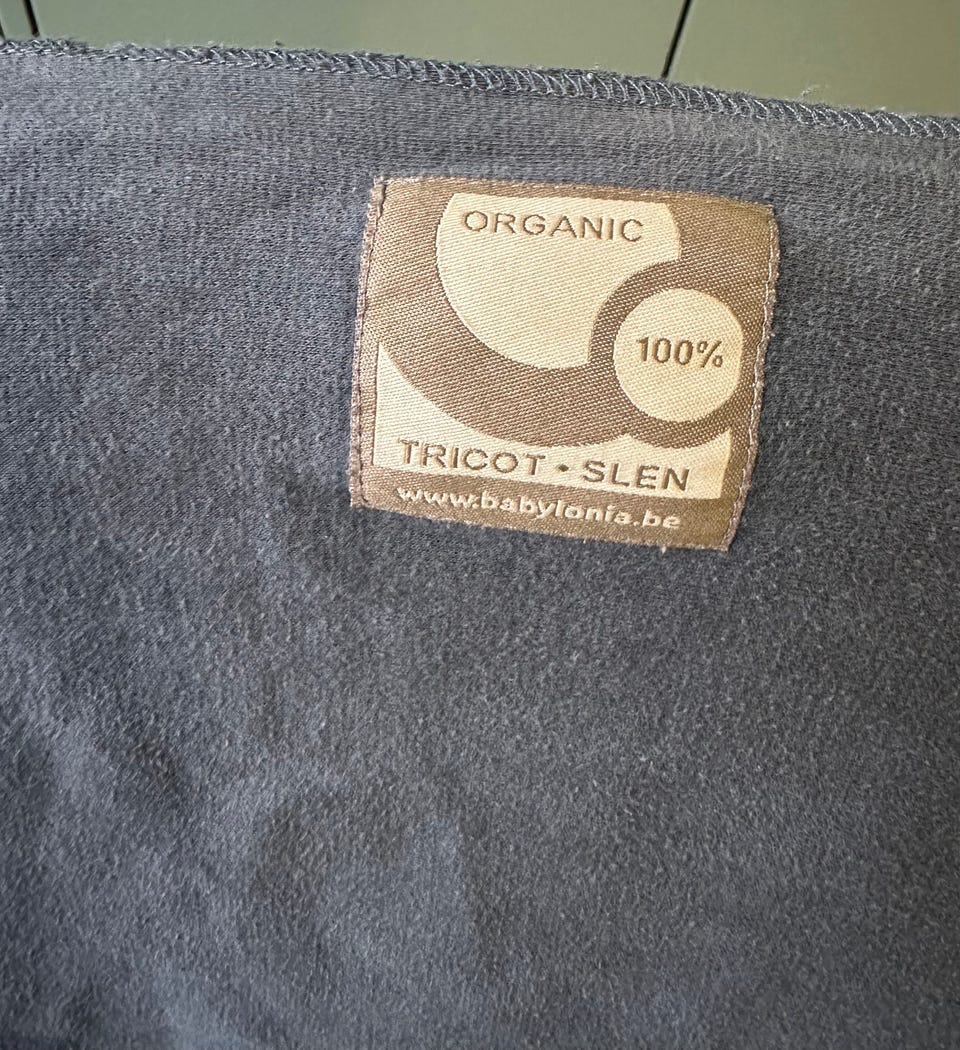 ORGANIC
100%
TRICOT • SLEN
www.babylonia.be